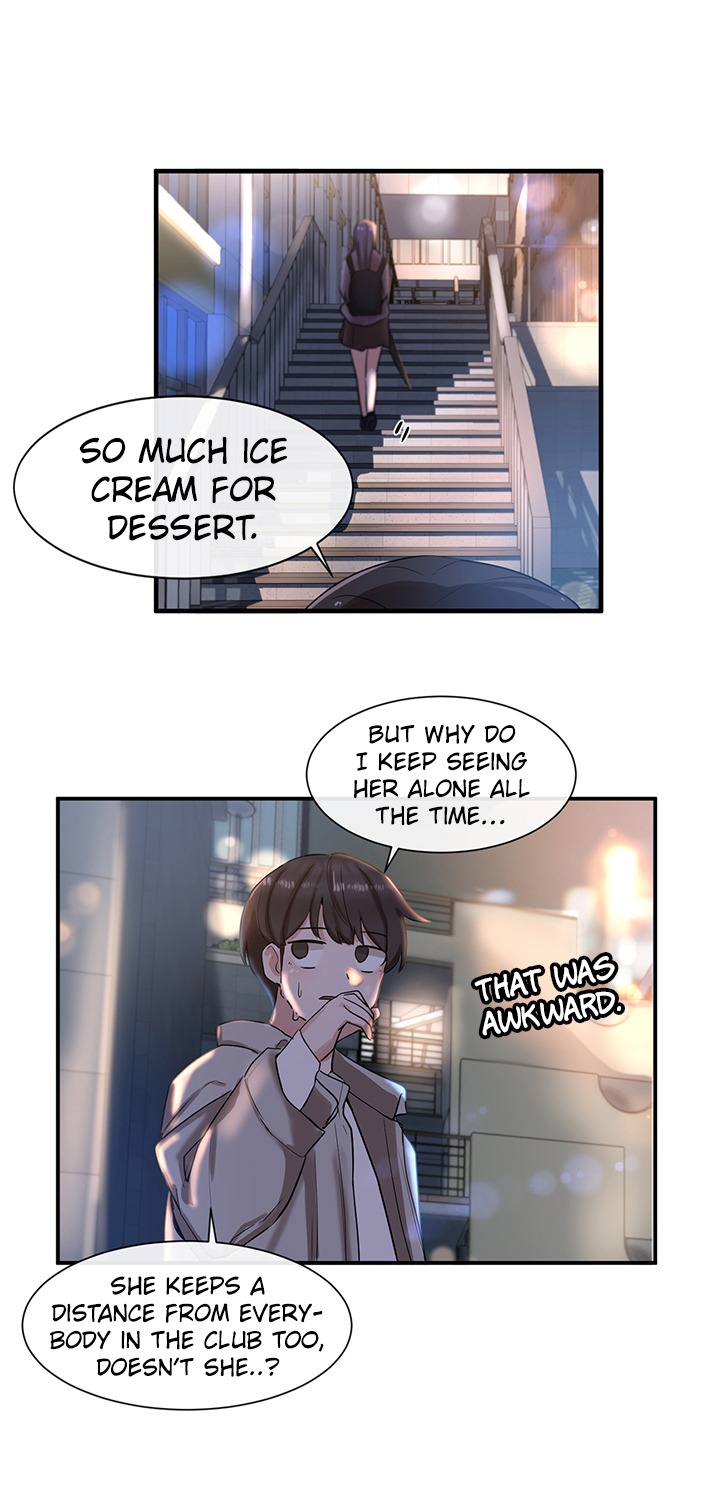 SO MUCH ICE
CREAM FOR
DESSERT.
BUT WHY DO
I KEEP SEEING
HER ALONE ALL
THE TIME...
THAT WAS
AWKWARD.
SHE KEEPS A
DISTANCE FROM EVERY-
BODY IN THE CLUB TOO,
DOESN'T SHE..?